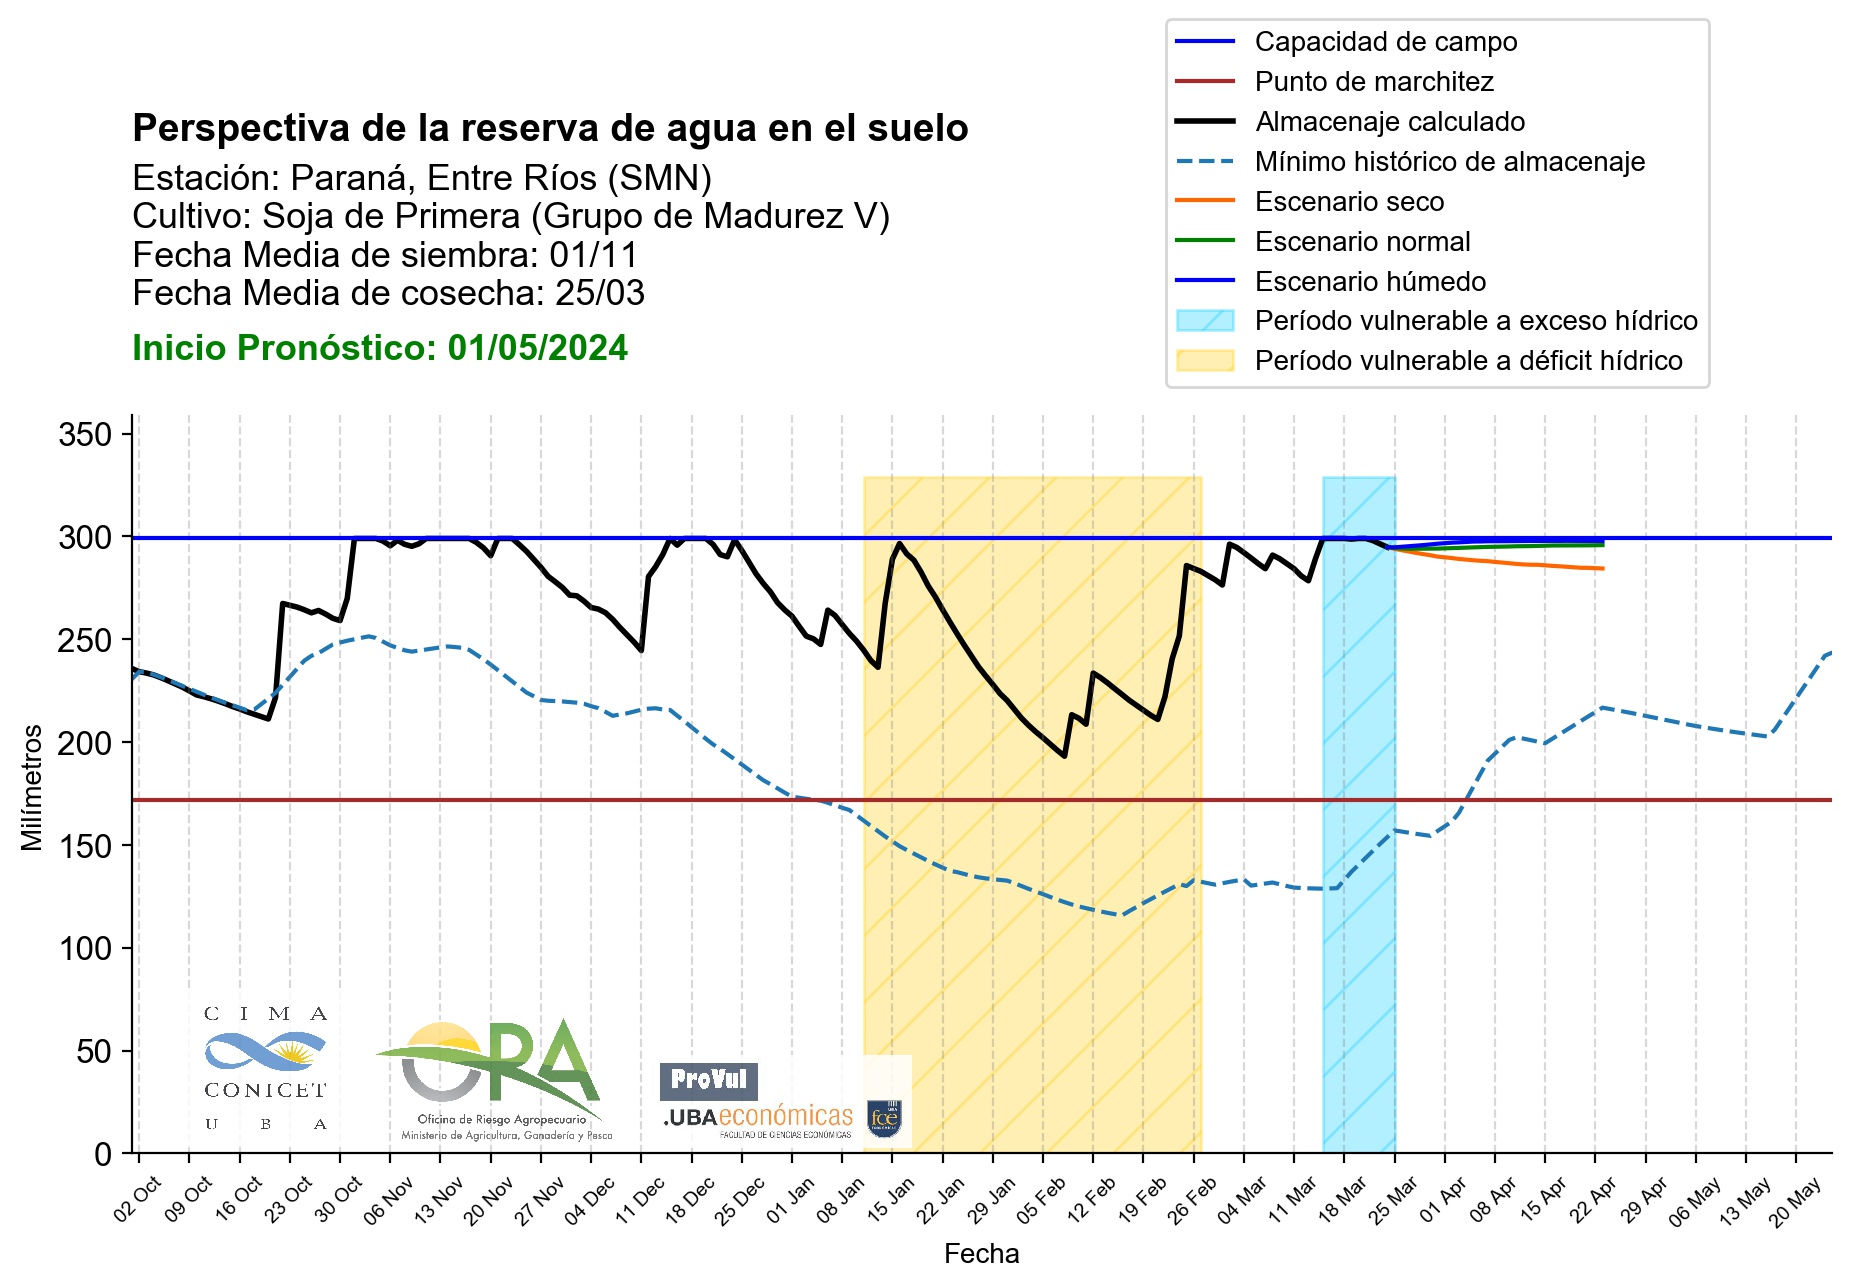 Capacidad de campo
Punto de marchitez
Almacenaje calculado
Mínimo histórico de almacenaje
Escenario seco
Escenario normal
Escenario húmedo
Período vulnerable a exceso hídrico
Período vulnerable a déficit hídrico
Perspectiva de la reserva de agua en el suelo
Estación: Paraná, Entre Ríos (SMN)
Cultivo: Soja de Primera (Grupo de Madurez V)
Fecha Media de siembra: 01/11
Fecha Media de cosecha: 25/03
Inicio Pronóstico: 01/05/2024
350
300
250
200
150
100
50
0
Milímetros
CIMA
CONICET
UBA
ORA
Oficina de Riesgo Agropecuario
Ministerio de Agricultura, Ganadería y Pesca
ProVul
.UBAeconómicas
FACULTAD DE CIENCIAS ECONÓMICAS
UBA
fce
ECONÓMICAS
02 Oct
09 Oct
16 Oct
23 Oct
30 Oct
06 Nov
13 Nov
20 Nov
27 Nov
04 Dec
11 Dec
18 Dec
25 Dec
01 Jan
08 Jan
15 Jan
22 Jan
29 Jan
05 Feb
12 Feb
19 Feb
26 Feb
04 Mar
11 Mar
18 Mar
25 Mar
01 Apr
08 Apr
15 Apr
22 Apr
29 Apr
06 May
13 May
20 May
Fecha